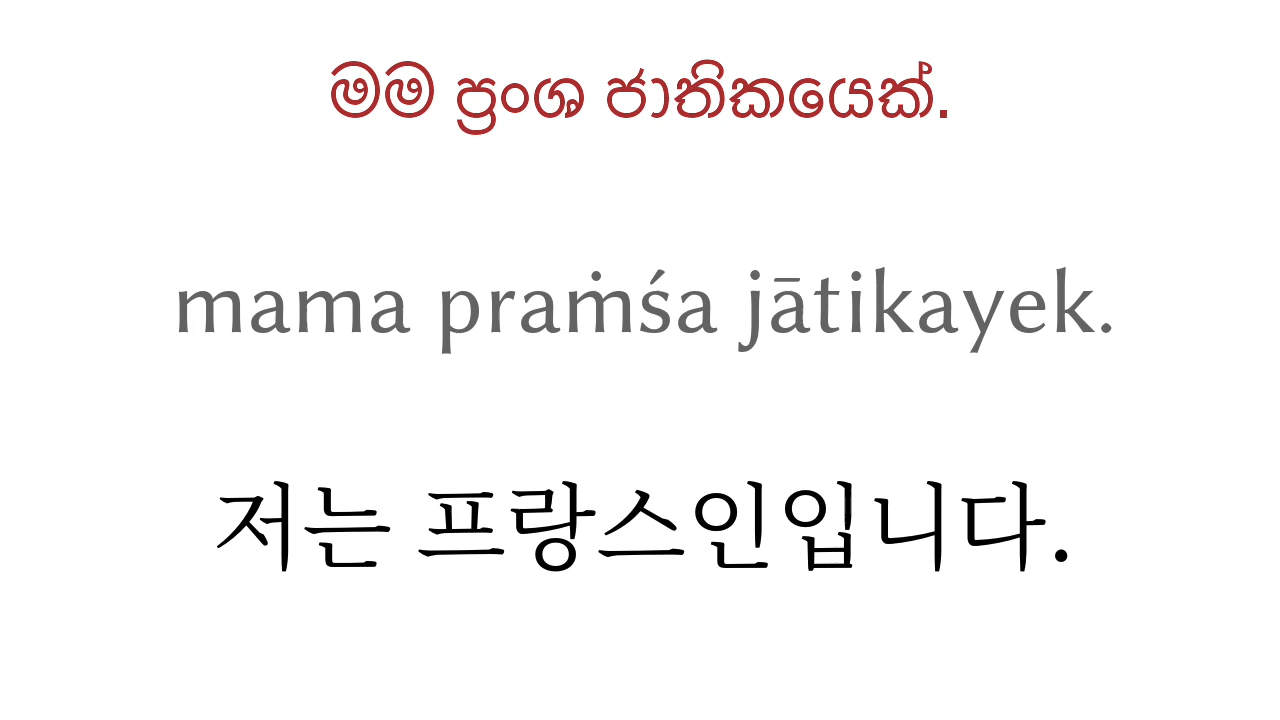 මම ප්‍රංශ ජාතිකයෙක්.
mama praṁśa jātikayek.
저는 프랑스인입니다.